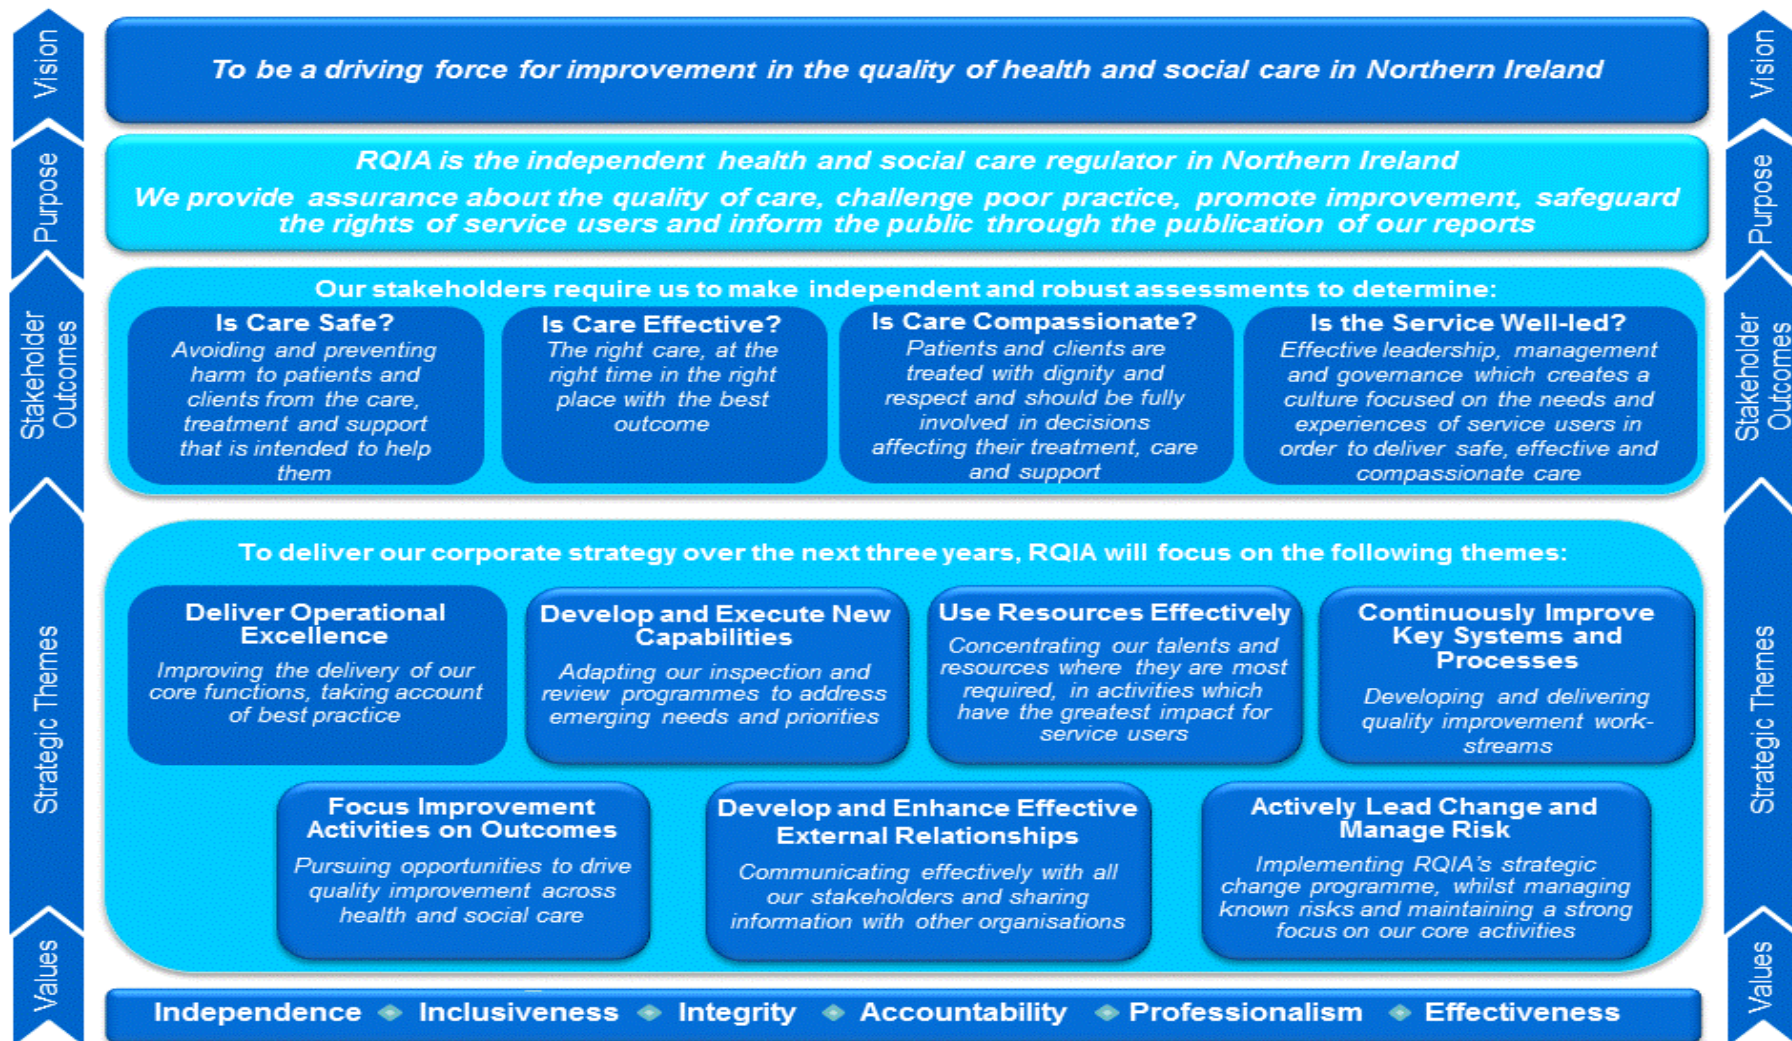 Vision
To be a driving force for improvement in the quality of health and social care in Northern Ireland
Vision
Purpose
RQIA is the independent health and social care regulator in Northern Ireland
We provide assurance about the quality of care, challenge poor practice, promote improvement, safeguard
the rights of service users and inform the public through the publication of our reports
Purpose
Stakeholder
Outcomes
Our stakeholders require us to make independent and robust assessments to determine:
Is Care Safe?
Avoiding and preventing
harm to patients and
clients from the care,
treatment and support
that is intended to help
them
Is Care Effective?
The right care, at the
right time in the right
place with the best
outcome
Is Care Compassionate?
Patients and clients are
treated with dignity and
respect and should be fully
involved in decisions
affecting their treatment, care
and support
Is the Service Well-led?
Effective leadership, management
and governance which creates a
culture focused on the needs and
experiences of service users in
order to deliver safe, effective and
compassionate care
Stakeholder
Outcomes
Strategic Themes
To deliver our corporate strategy over the next three years, RQIA will focus on the following themes:
Deliver Operational
Excellence
Improving the delivery of our
core functions, taking account
of best practice
Develop and Execute New
Capabilities
Adapting our inspection and
review programmes to address
emerging needs and priorities
Use Resources Effectively
Concentrating our talents and
resources where they are most
required, in activities which
have the greatest impact for
service users
Continuously Improve
Key Systems and
Processes
Developing and delivering
quality improvement work-
streams
Focus Improvement
Activities on Outcomes
Pursuing opportunities to drive
quality improvement across
health and social care
Develop and Enhance Effective
External Relationships
Communicating effectively with all
our stakeholders and sharing
information with other organisations
Actively Lead Change and
Manage Risk
Implementing RQIA's strategic
change programme, whilst managing
known risks and maintaining a strong
focus on our core activities
Strategic Themes
Values
Independence Inclusiveness Integrity Accountability Professionalism Effectiveness
Values